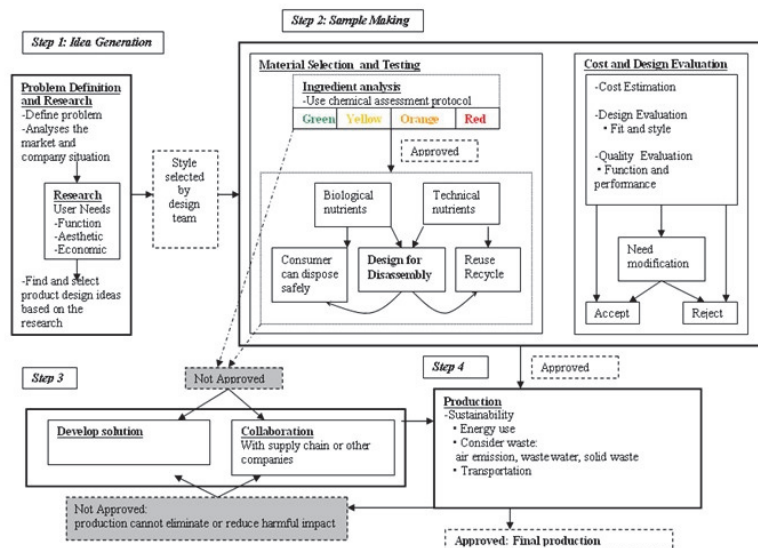 Step 1: Idea Generation
Problem Definition
and Research
-Define problem
-Analyses the
market and
company situation
Research
User Needs
-Function
-Aesthetic
-Economic
-Find and select
product design ideas
based on the
research
Style
selected
by
design
team
Step 2: Sample Making
Material Selection and Testing
Ingredient analysis
-Use chemical assessment protocol
Green Yellow Orange Red
Approved
Biological
nutrients
Technical
nutrients
Consumer
can dispose
safely
Design for
Disassembly
Reuse
Recycle
Cost and Design Evaluation
-Cost Estimation
-Design Evaluation
• Fit and style
-Quality Evaluation
• Function and
performance
Need
modification
Accept
Reject
Step 3
Not Approved
Develop solution
Collaboration
With supply chain or other
companies
Not Approved:
production cannot eliminate or reduce harmful impact
Step 4
Approved
Production
-Sustainability
• Energy use
• Consider waste:
air emission, waste water, solid waste
• Transportation
Approved: Final production